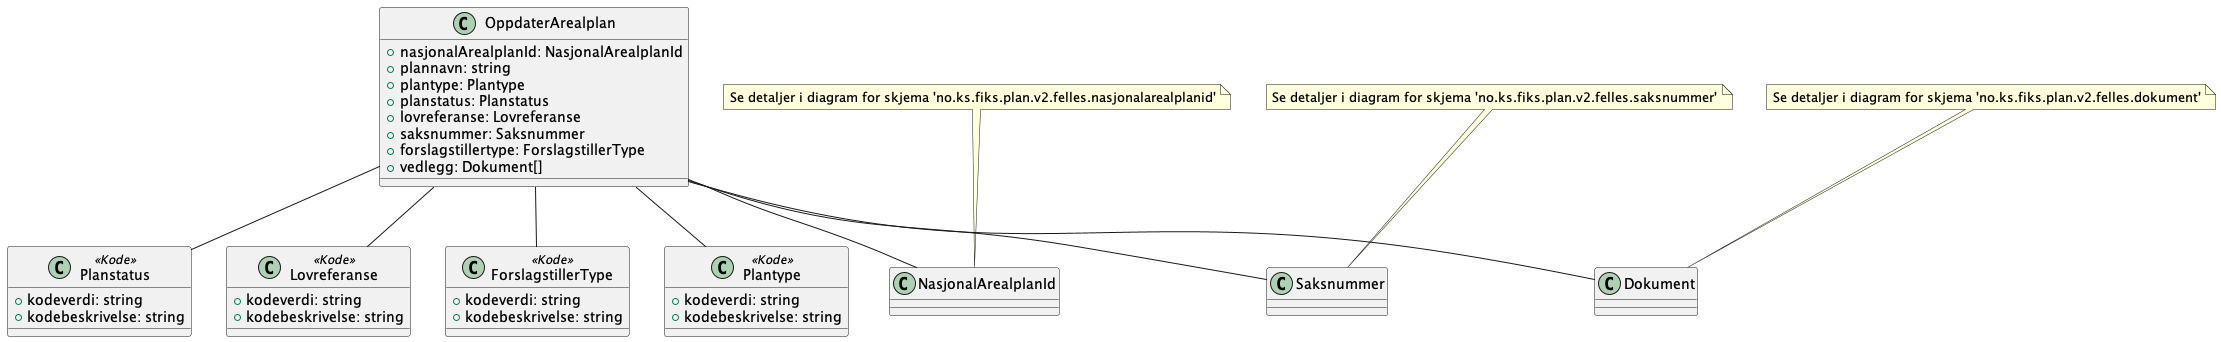 C OppdaterArealplan
nasjonalArealplanId: NasjonalArealplanId
plannavn: string
plantype: Plantype
planstatus: Planstatus
lovreferanse: Lovreferanse
saksnummer: Saksnummer
forslagstillertype: ForslagstillerType
vedlegg: Dokument[]
Se detaljer i diagram for skjema 'no.ks.fiks.plan.v2.felles.nasjonalarealplanid'
Se detaljer i diagram for skjema 'no.ks.fiks.plan.v2.felles.saksnummer'
Se detaljer i diagram for skjema 'no.ks.fiks.plan.v2.felles.dokument'
«Kode»
C Planstatus
kodeverdi: string
kodebeskrivelse: string
«Kode»
C Lovreferanse
kodeverdi: string
kodebeskrivelse: string
«Kode»
C ForslagstillerType
kodeverdi: string
kodebeskrivelse: string
«Kode»
C Plantype
kodeverdi: string
kodebeskrivelse: string
C NasjonalArealplanId
C Saksnummer
C Dokument